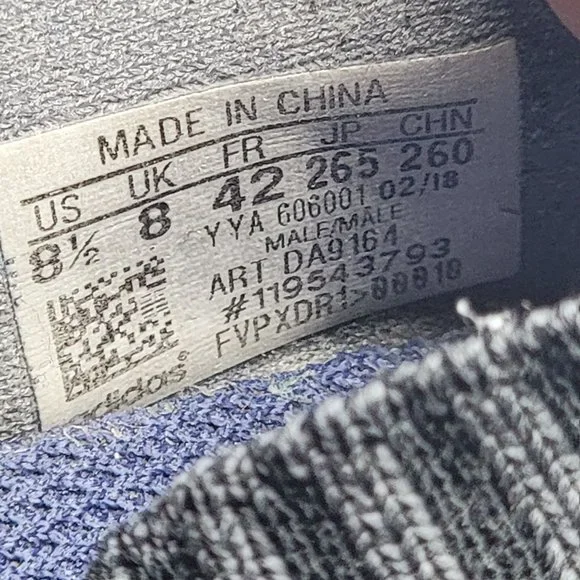 MADE IN CHINA
US UK FR JP CHN
8½ 8 42 265 260
YYA 606001 02/18
MALE/MALE
ART DA9164
#119543793
FVPXDR1>00010
adidas